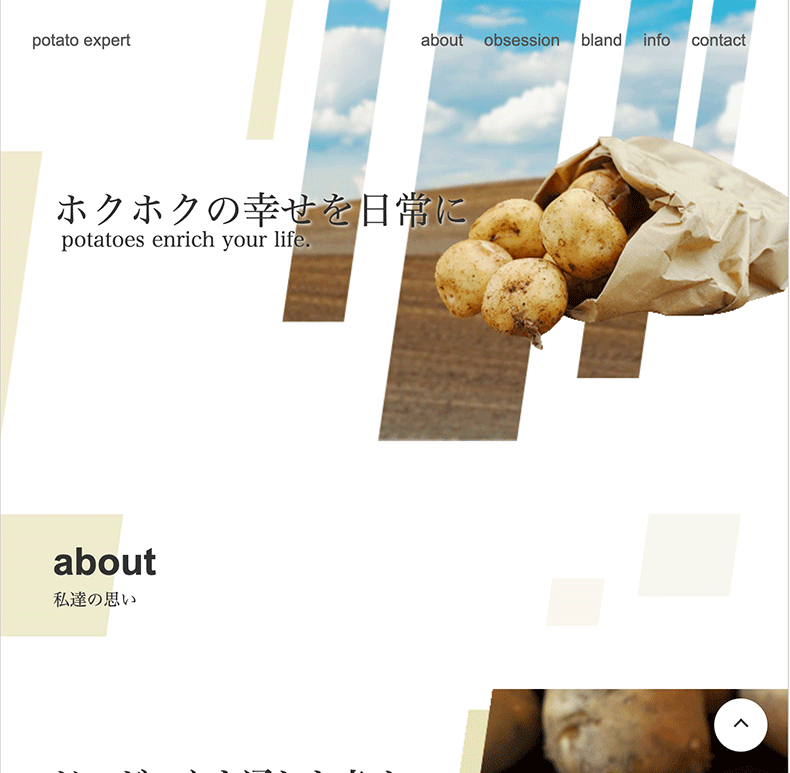 potato expert about obsession bland info contact
ホクホクの幸せを日常に
potatoes enrich your life.
about
私達の思い